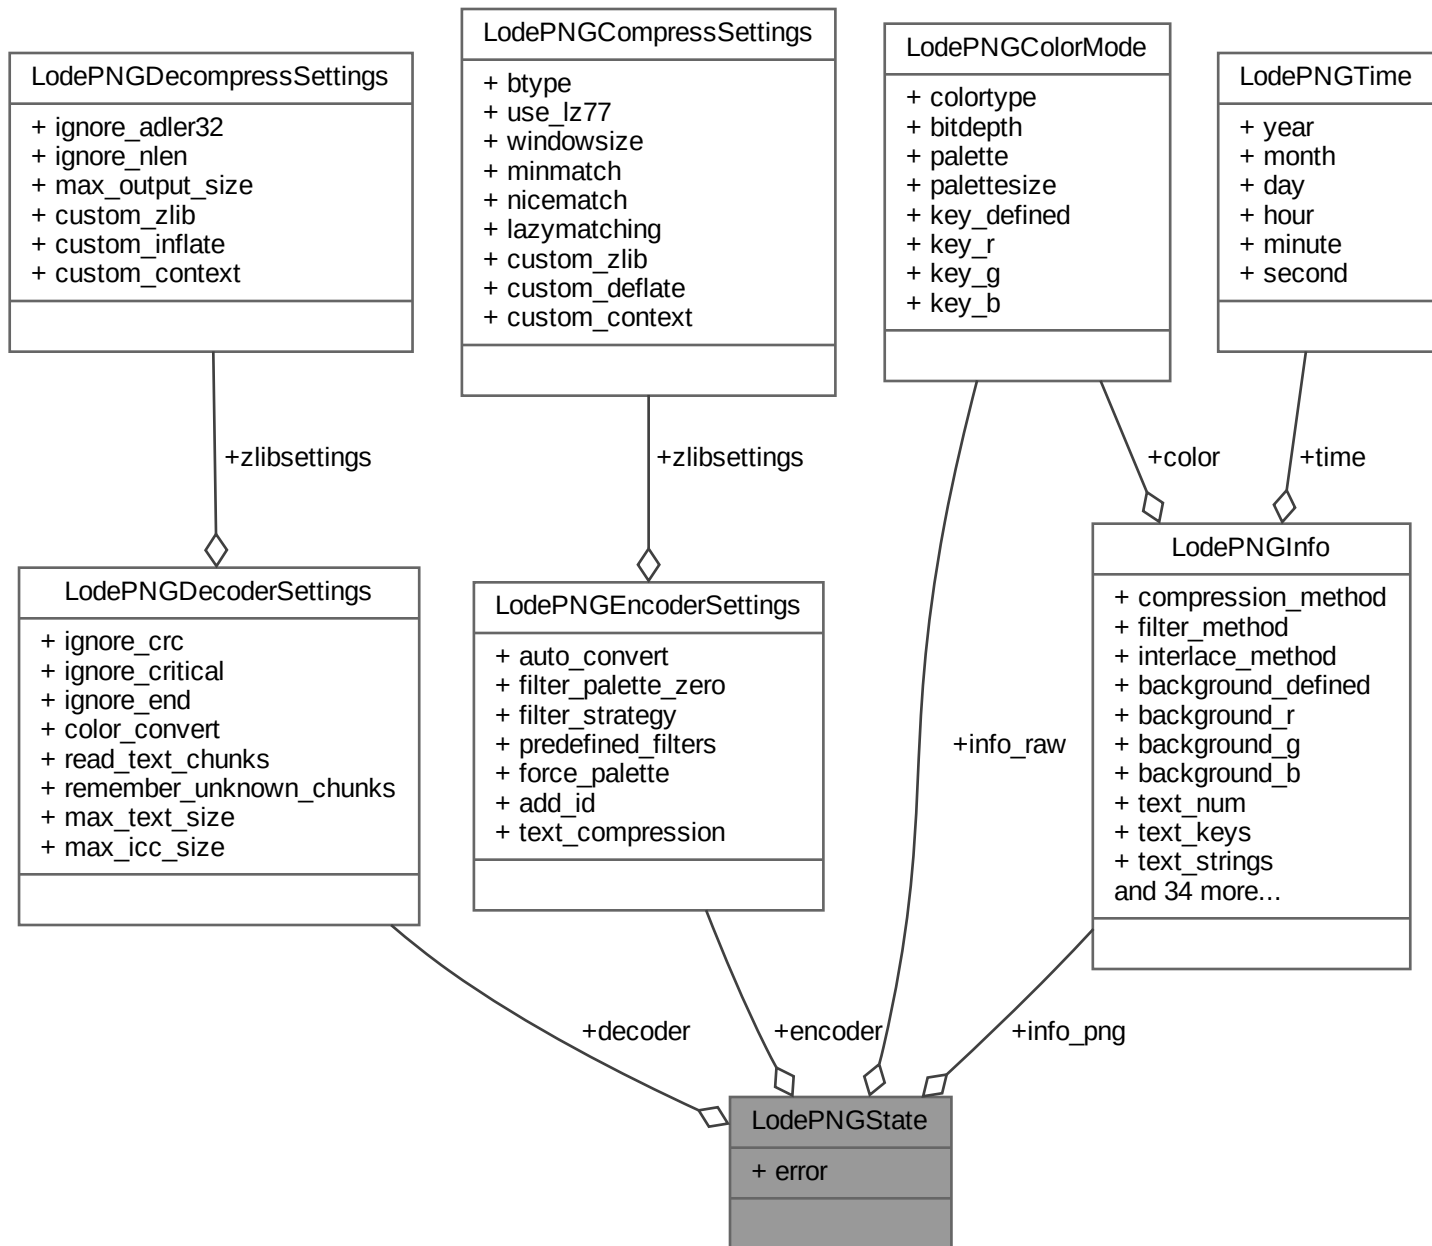 LodePNGDecompressSettings
+ ignore_adler32
+ ignore_nlen
+ max_output_size
+ custom_zlib
+ custom_inflate
+ custom_context
LodePNGCompressSettings
+ btype
+ use_lz77
+ windowsize
+ minmatch
+ nicematch
+ lazymatching
+ custom_zlib
+ custom_deflate
+ custom_context
LodePNGColorMode
+ colortype
+ bitdepth
+ palette
+ palettesize
+ key_defined
+ key_r
+ key_g
+ key_b
LodePNGTime
+ year
+ month
+ day
+ hour
+ minute
+ second
+zlibsettings
+zlibsettings
+color
+time
LodePNGDecoderSettings
+ ignore_crc
+ ignore_critical
+ ignore_end
+ color_convert
+ read_text_chunks
+ remember_unknown_chunks
+ max_text_size
+ max_icc_size
LodePNGEncoderSettings
+ auto_convert
+ filter_palette_zero
+ filter_strategy
+ predefined_filters
+ force_palette
+ add_id
+ text_compression
+info_raw
LodePNGInfo
+ compression_method
+ filter_method
+ interlace_method
+ background_defined
+ background_r
+ background_g
+ background_b
+ text_num
+ text_keys
+ text_strings
and 34 more...
+decoder
+encoder
+info_png
LodePNGState
+ error